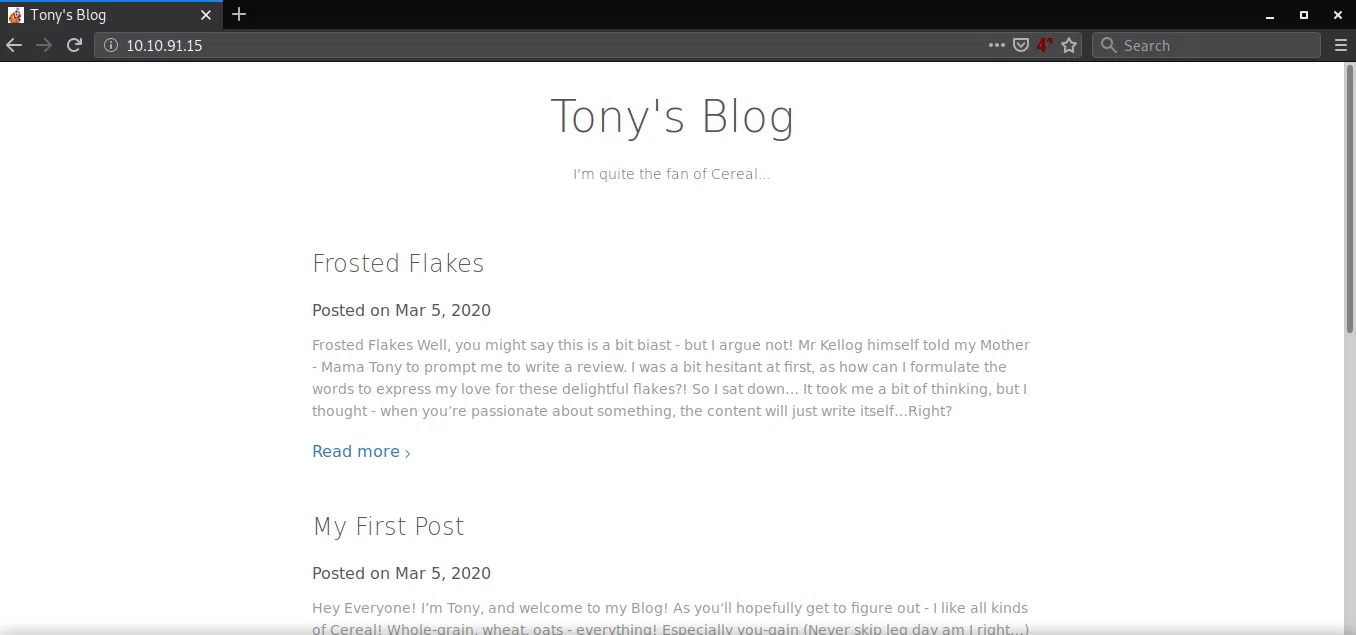 Tony's Blog
10.10.91.15
Search
Tony's Blog
I'm quite the fan of Cereal...
Frosted Flakes
Posted on Mar 5, 2020
Frosted Flakes Well, you might say this is a bit biast - but I argue not! Mr Kellog himself told my Mother
- Mama Tony to prompt me to write a review. I was a bit hesitant at first, as how can I formulate the
words to express my love for these delightful flakes?! So I sat down… It took me a bit of thinking, but I
thought - when you’re passionate about something, the content will just write itself…Right?
Read more ›
My First Post
Posted on Mar 5, 2020
Hey Everyone! I’m Tony, and welcome to my Blog! As you’ll hopefully get to figure out - I like all kinds
of Cereal! Whole-grain, wheat, oats - everything! Especially you-gain (Never skip leg day am I right…)